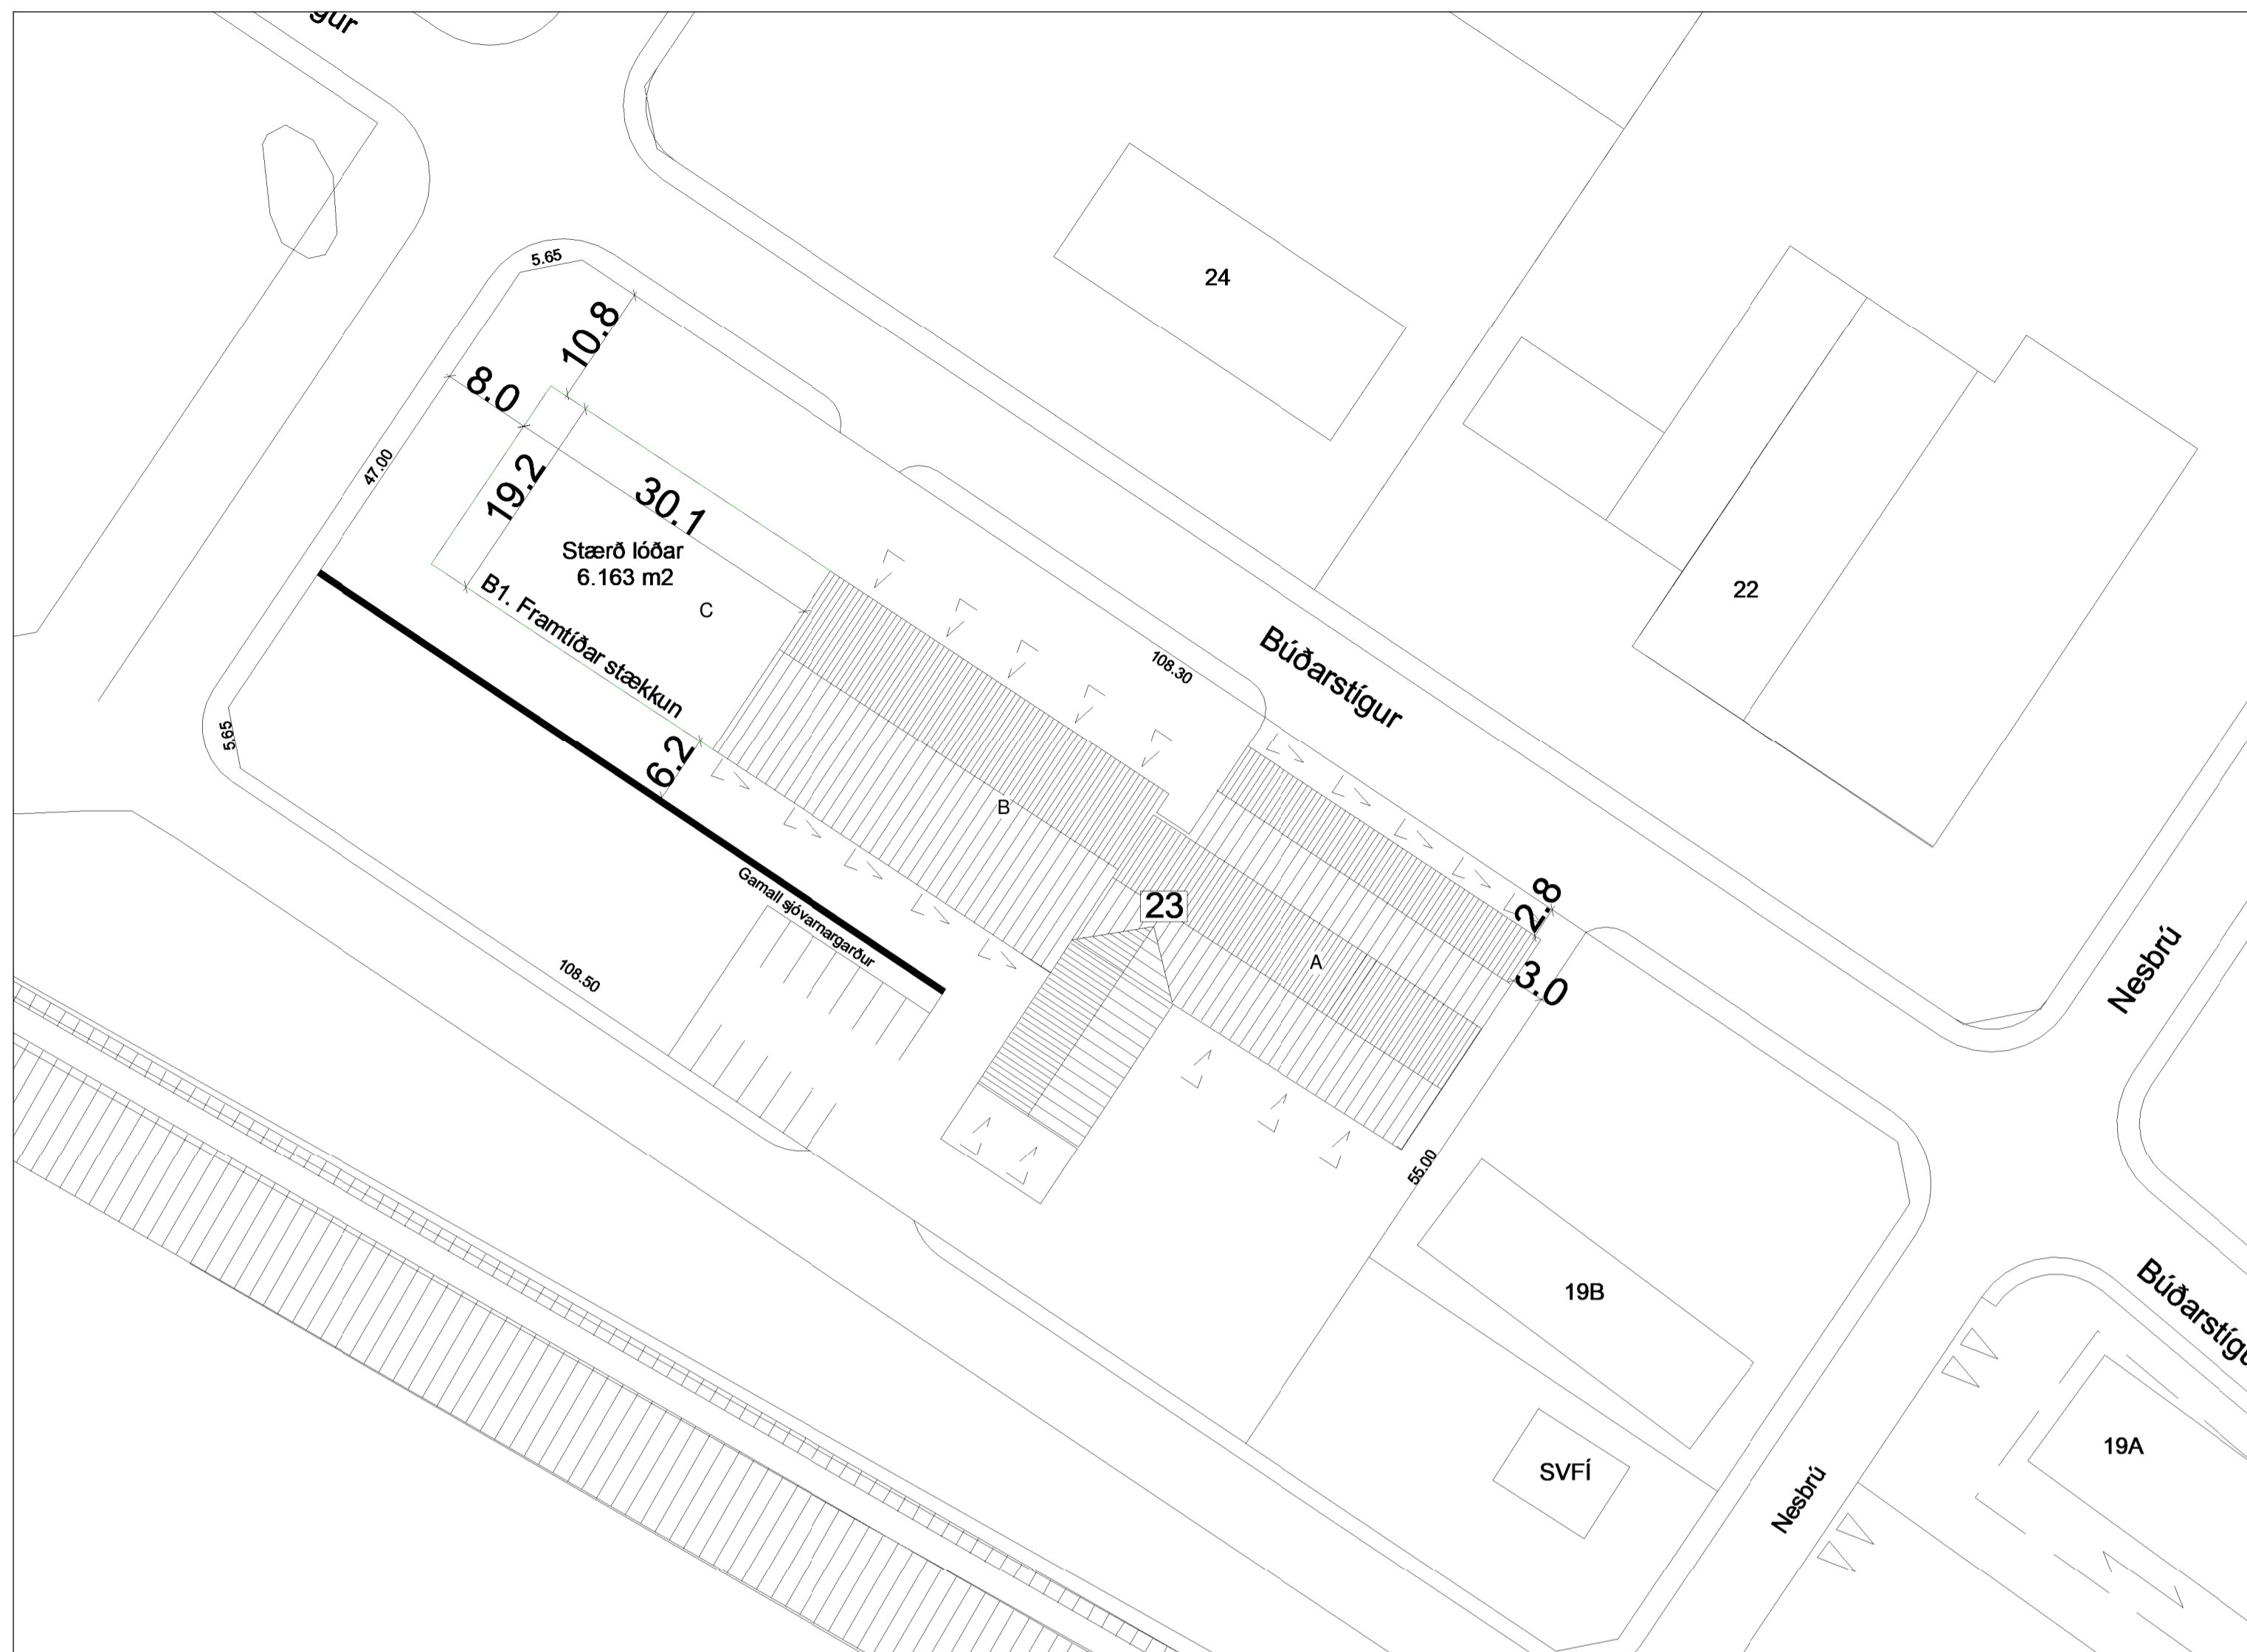 5.65
24
10.8
8.0
47.00
19.2
30.1
Stærð lóðar
6.163 m2
C
B1. Framtíðar stækkun
22
Búðarstígur
108.30
5.65
6.2
B
Gamall sjóvarnargarður
23
2.8
A
3.0
108.50
Nesbrú
55.00
19B
SVFÍ
Nesbrú
19A